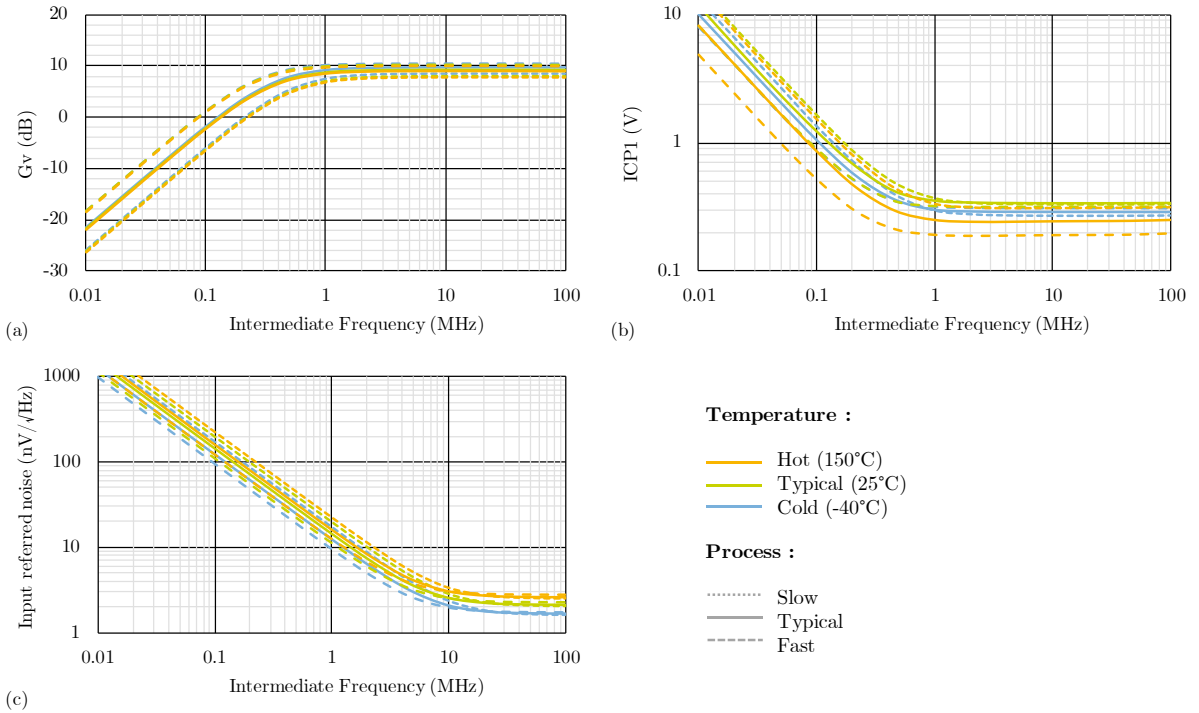 20
10
0
-10
-20
-30
Gv (dB)
0.01 0.1 1 10 100
Intermediate Frequency (MHz)
(a)
10
1
0.1
ICP1 (V)
0.01 0.1 1 10 100
Intermediate Frequency (MHz)
(b)
1000
100
10
1
Input referred noise (nV/√Hz)
0.01 0.1 1 10 100
Intermediate Frequency (MHz)
(c)
Temperature :
Hot (150°C)
Typical (25°C)
Cold (-40°C)
Process :
Slow
Typical
Fast